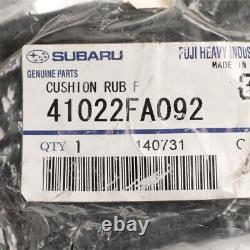 SUBARU
FUJI HEAVY INDUS
GENUINE PARTS
MADE IN
CUSHION RUB F
41022FA092
QTY 1 140731 C